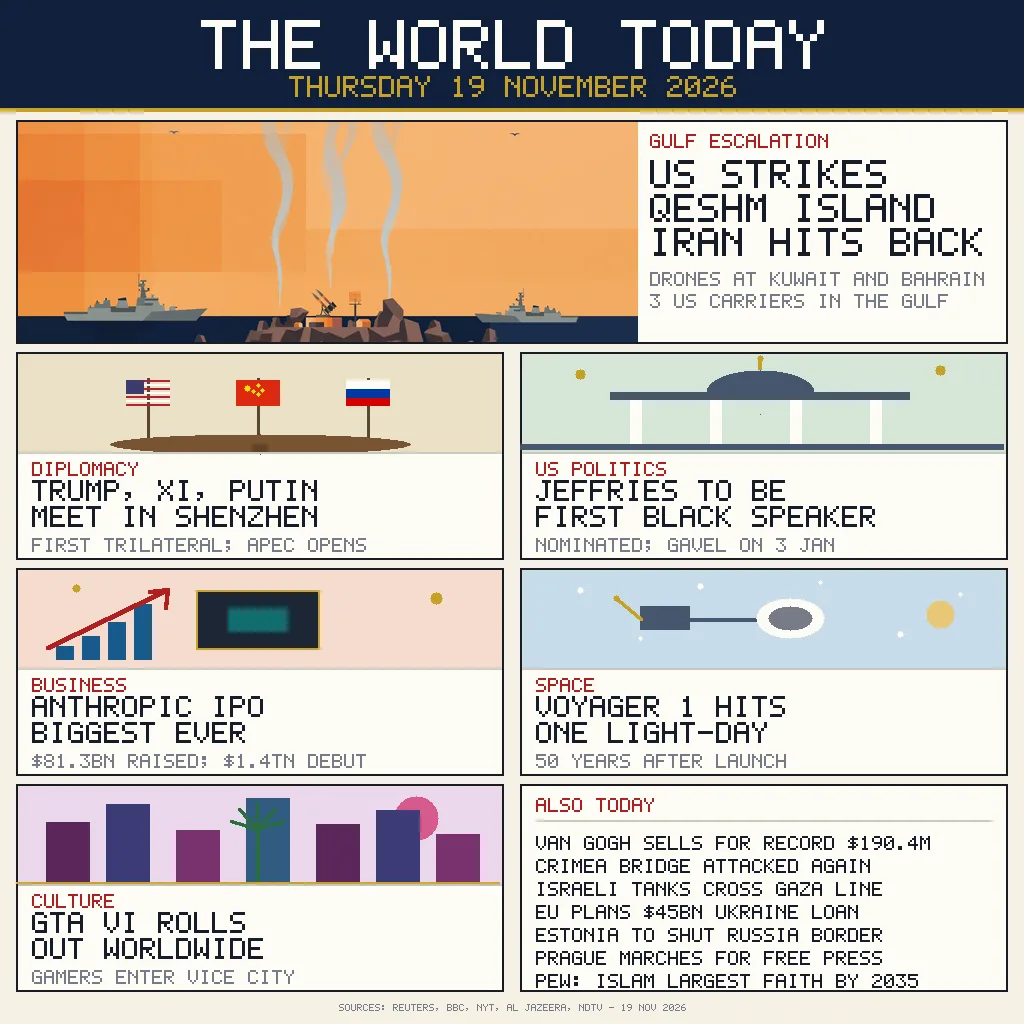 THE WORLD TODAY
THURSDAY 19 NOVEMBER 2026
GULF ESCALATION
US STRIKES
QESHM ISLAND
IRAN HITS BACK
DRONES AT KUWAIT AND BAHRAIN
3 US CARRIERS IN THE GULF
DIPLOMACY
TRUMP, XI, PUTIN
MEET IN SHENZHEN
FIRST TRILATERAL; APEC OPENS
US POLITICS
JEFFRIES TO BE
FIRST BLACK SPEAKER
NOMINATED; GAVEL ON 3 JAN
BUSINESS
ANTHROPIC IPO
BIGGEST EVER
$81.3BN RAISED; $1.4TN DEBUT
SPACE
VOYAGER 1 HITS
ONE LIGHT-DAY
50 YEARS AFTER LAUNCH
CULTURE
GTA VI ROLLS
OUT WORLDWIDE
GAMERS ENTER VICE CITY
ALSO TODAY
VAN GOGH SELLS FOR RECORD $190.4M
CRIMEA BRIDGE ATTACKED AGAIN
ISRAELI TANKS CROSS GAZA LINE
EU PLANS $45BN UKRAINE LOAN
ESTONIA TO SHUT RUSSIA BORDER
PRAGUE MARCHES FOR FREE PRESS
PEW: ISLAM LARGEST FAITH BY 2035
SOURCES: REUTERS, BBC, NYT, AL JAZEERA, NDTV - 19 NOV 2026